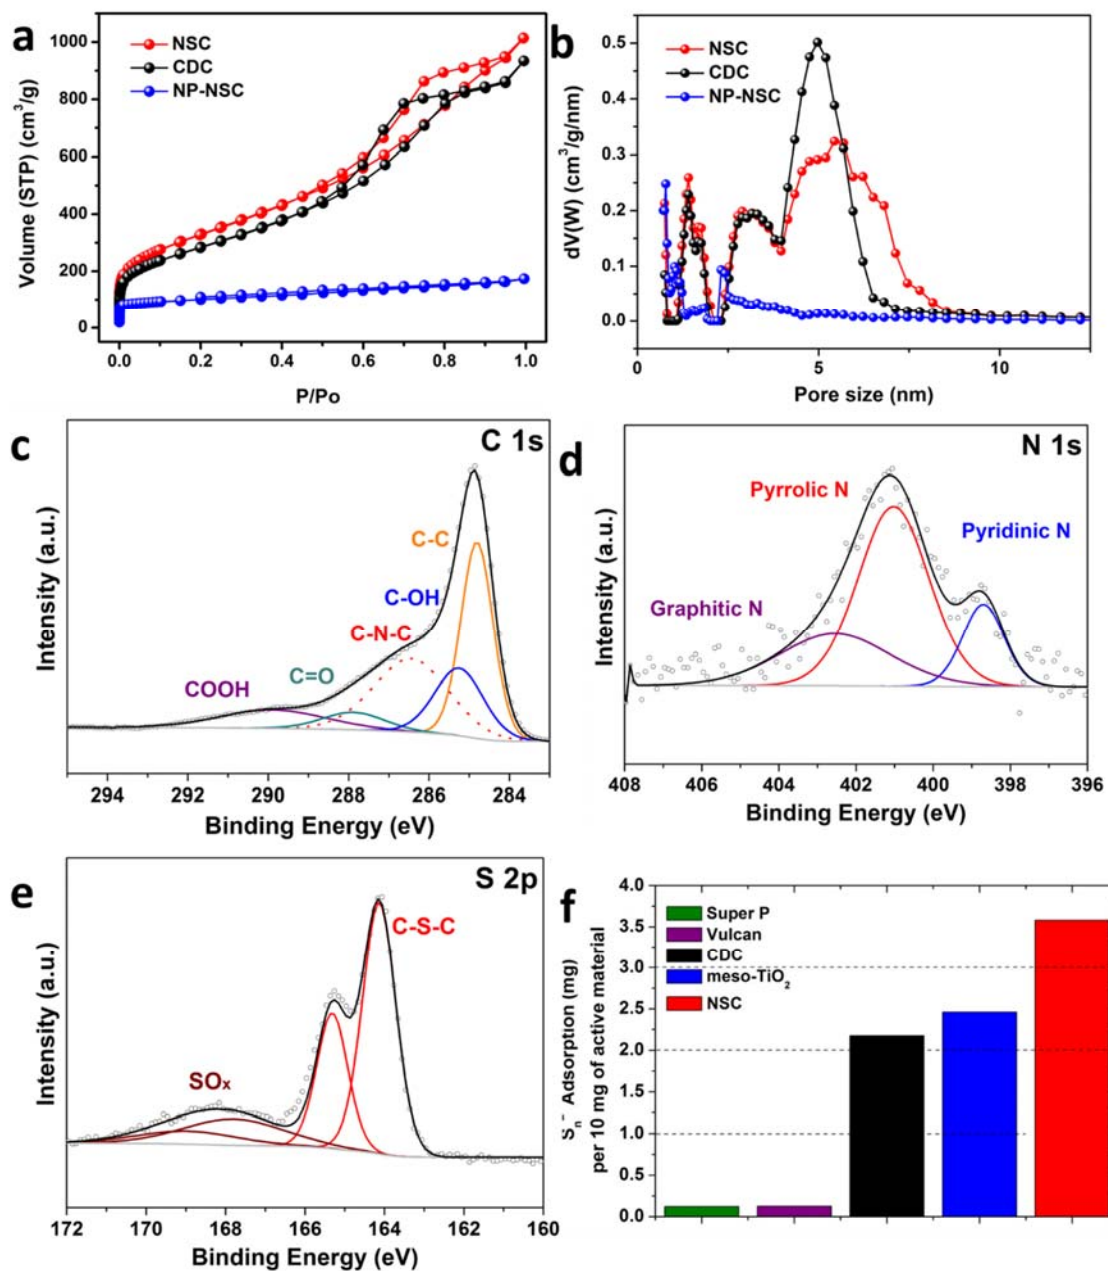 a
NSC
CDC
NP-NSC
Volume (STP) (cm³/g)
1000
800
600
400
200
0
0.0 0.2 0.4 0.6 0.8 1.0
P/Po
b
NSC
CDC
NP-NSC
dV(W) (cm³/g/nm)
0.5
0.4
0.3
0.2
0.1
0.0
5 10
Pore size (nm)
c
C 1s
C-C
C-OH
C-N-C
C=O
COOH
Intensity (a.u.)
294 292 290 288 286 284
Binding Energy (eV)
d
N 1s
Pyrrolic N
Pyridinic N
Graphitic N
Intensity (a.u.)
408 406 404 402 400 398 396
Binding Energy (eV)
e
S 2p
C-S-C
SOₓ
Intensity (a.u.)
172 170 168 166 164 162 160
Binding Energy (eV)
f
Super P
Vulcan
CDC
meso-TiO₂
NSC
Sₙ⁻ Adsorption (mg)
per 10 mg of active material
4.0
3.5
3.0
2.5
2.0
1.0
0.5
0.0